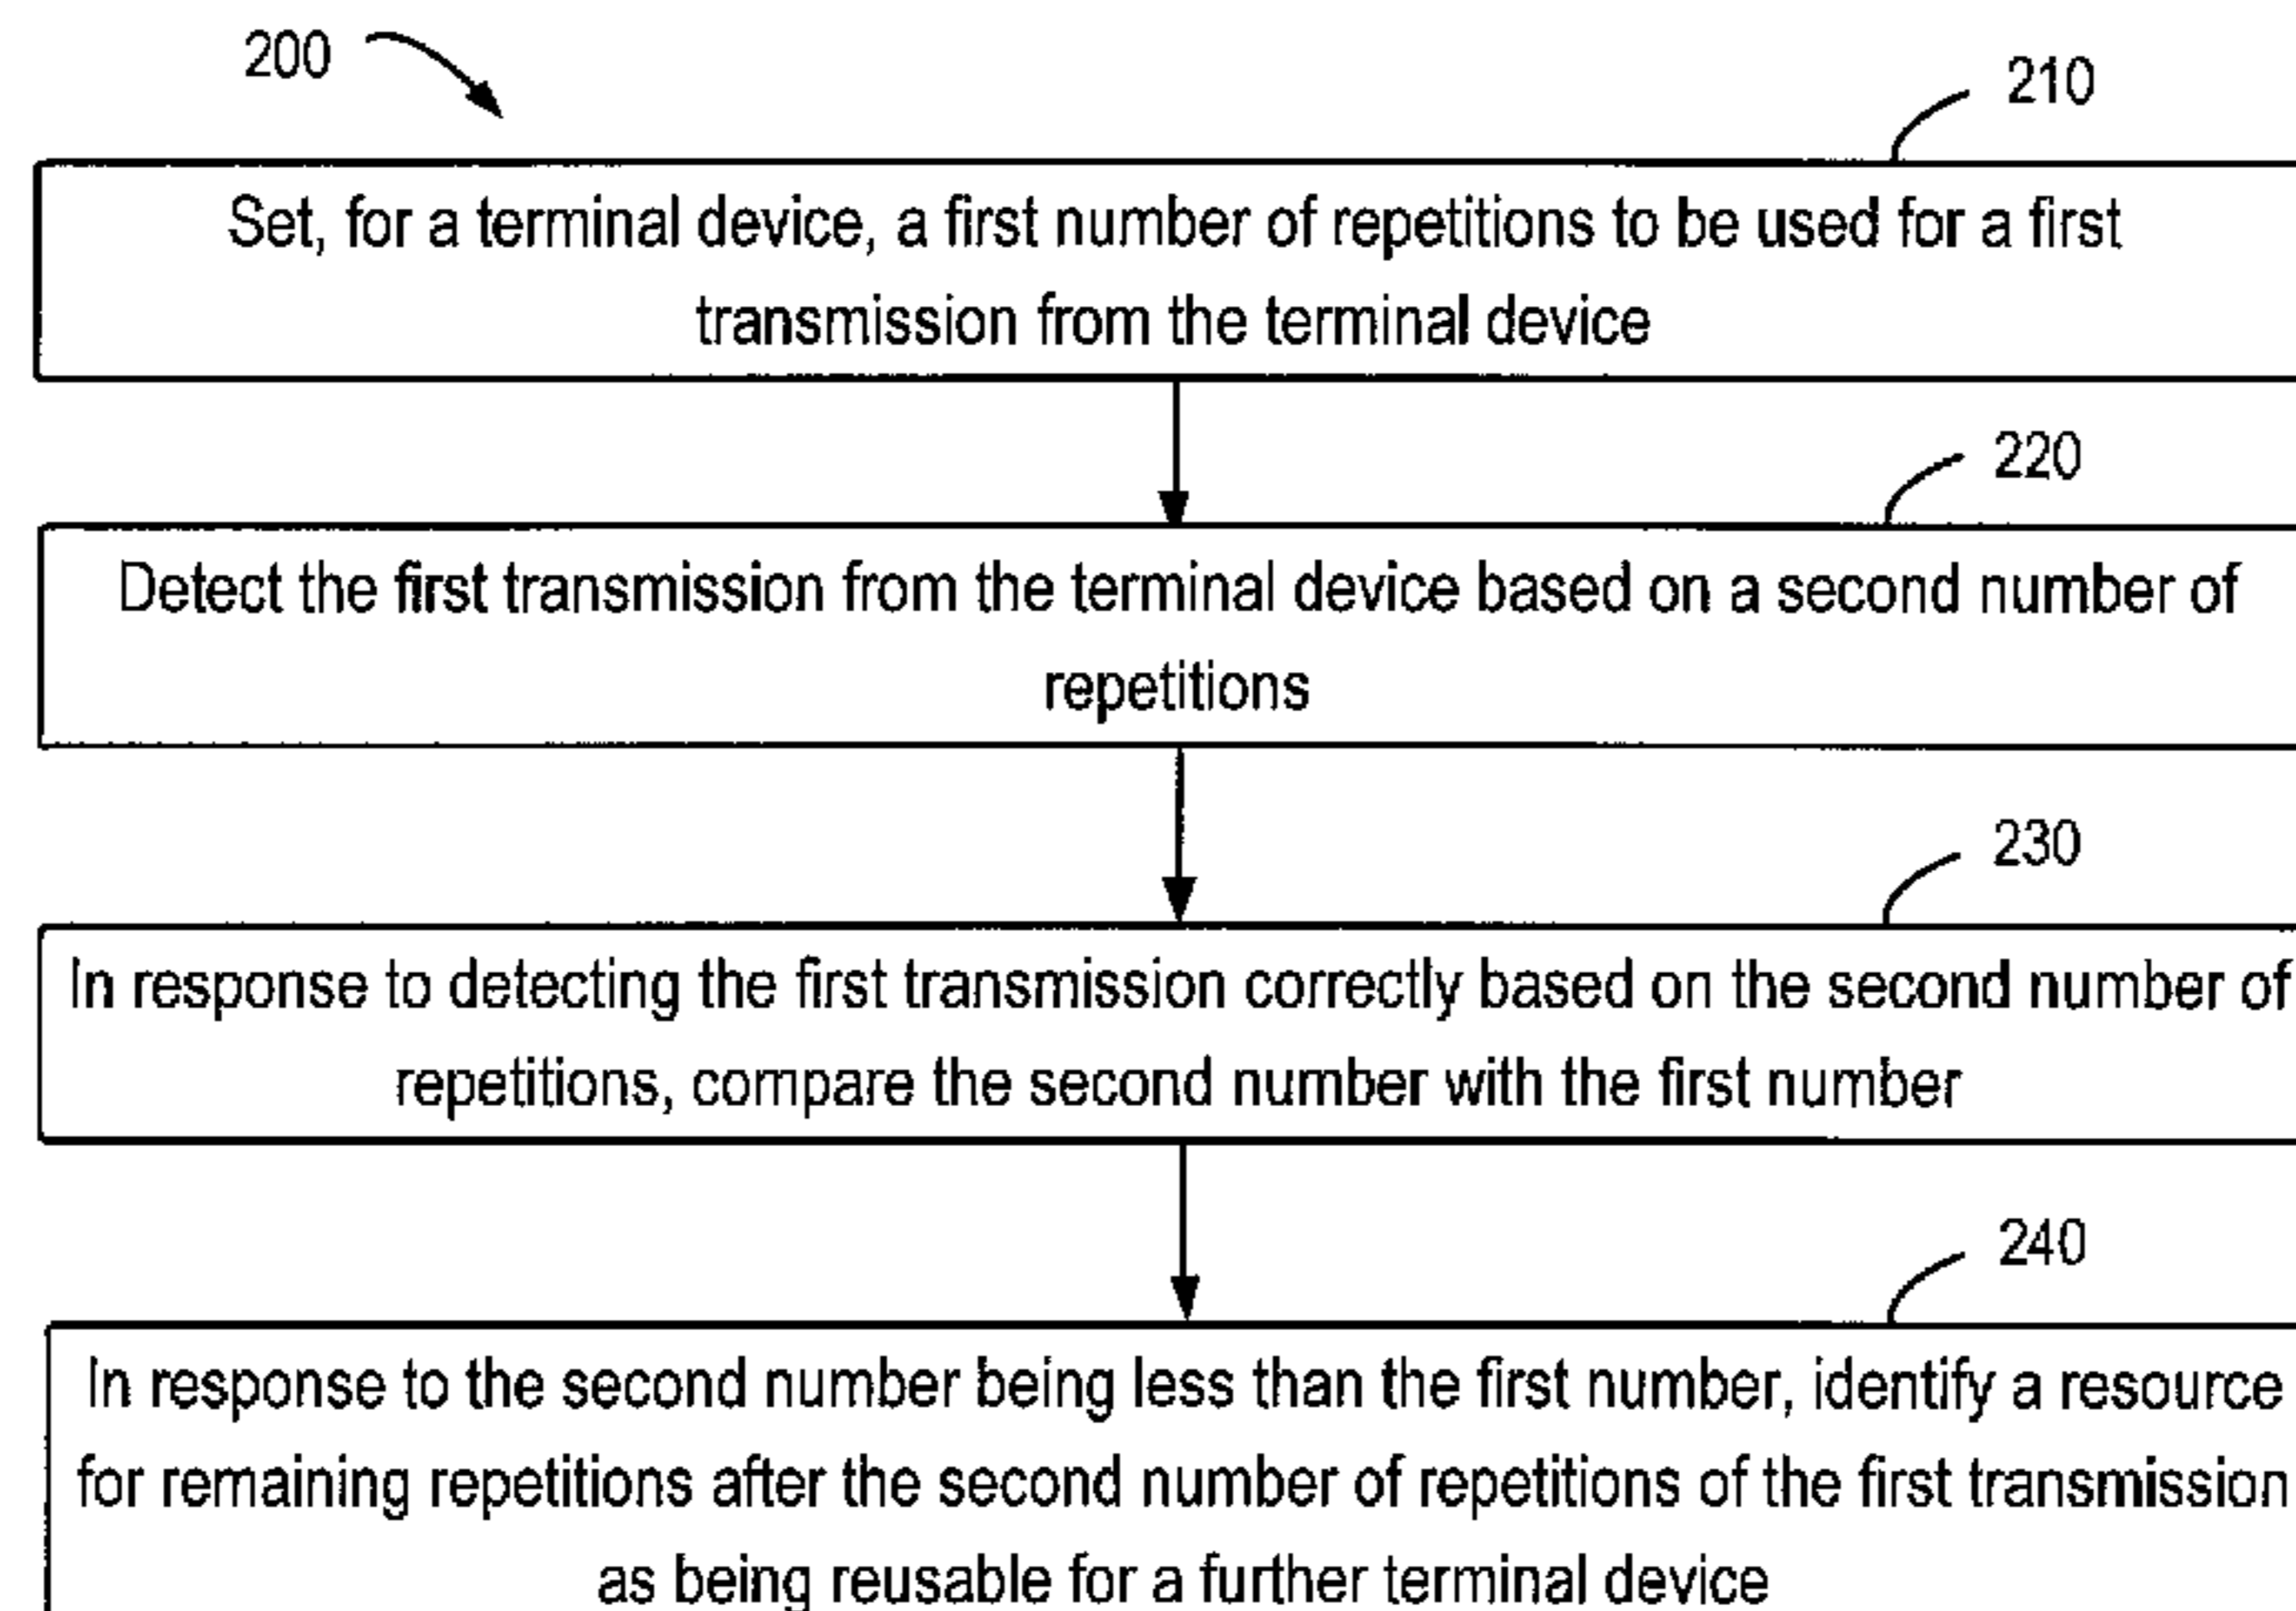 200
210
Set, for a terminal device, a first number of repetitions to be used for a first
transmission from the terminal device
220
Detect the first transmission from the terminal device based on a second number of
repetitions
230
In response to detecting the first transmission correctly based on the second number of
repetitions, compare the second number with the first number
240
In response to the second number being less than the first number, identify a resource
for remaining repetitions after the second number of repetitions of the first transmission
as being reusable for a further terminal device